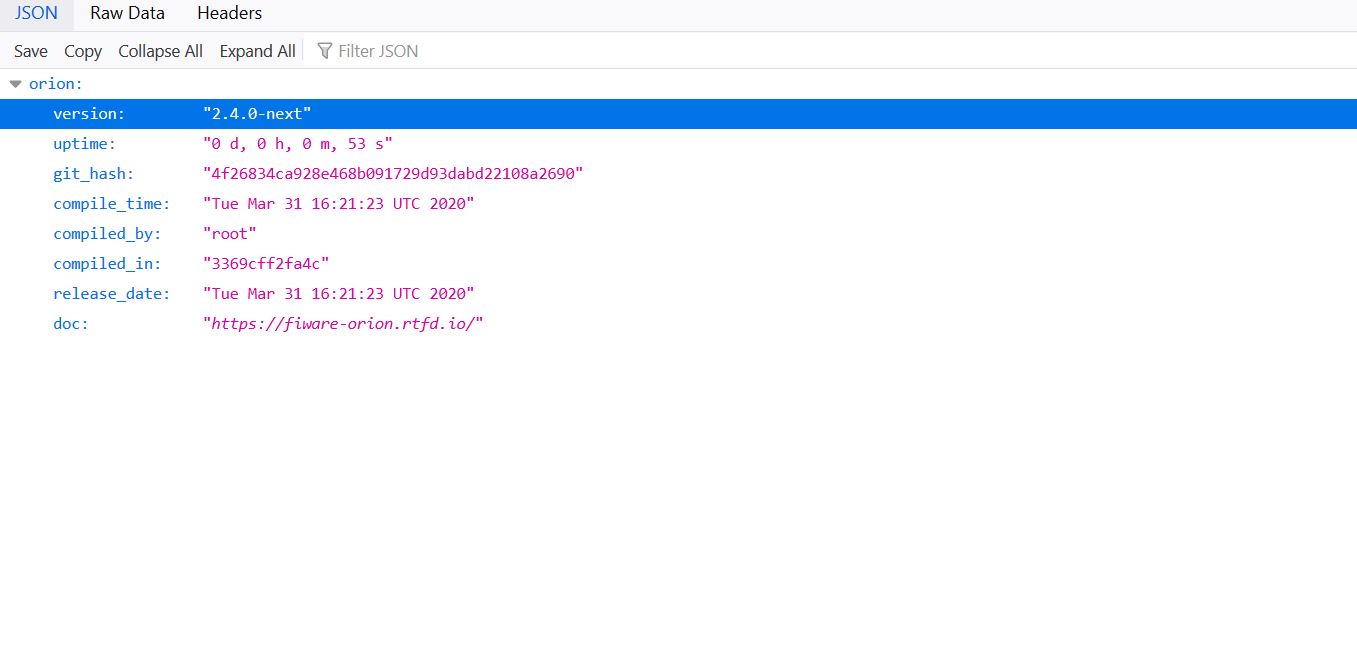 JSON Raw Data Headers
Save Copy Collapse All Expand All Filter JSON
orion:
version: "2.4.0-next"
uptime: "0 d, 0 h, 0 m, 53 s"
git_hash: "4f26834ca928e468b091729d93dabd22108a2690"
compile_time: "Tue Mar 31 16:21:23 UTC 2020"
compiled_by: "root"
compiled_in: "3369cff2fa4c"
release_date: "Tue Mar 31 16:21:23 UTC 2020"
doc: "https://fiware-orion.rtfd.io/"